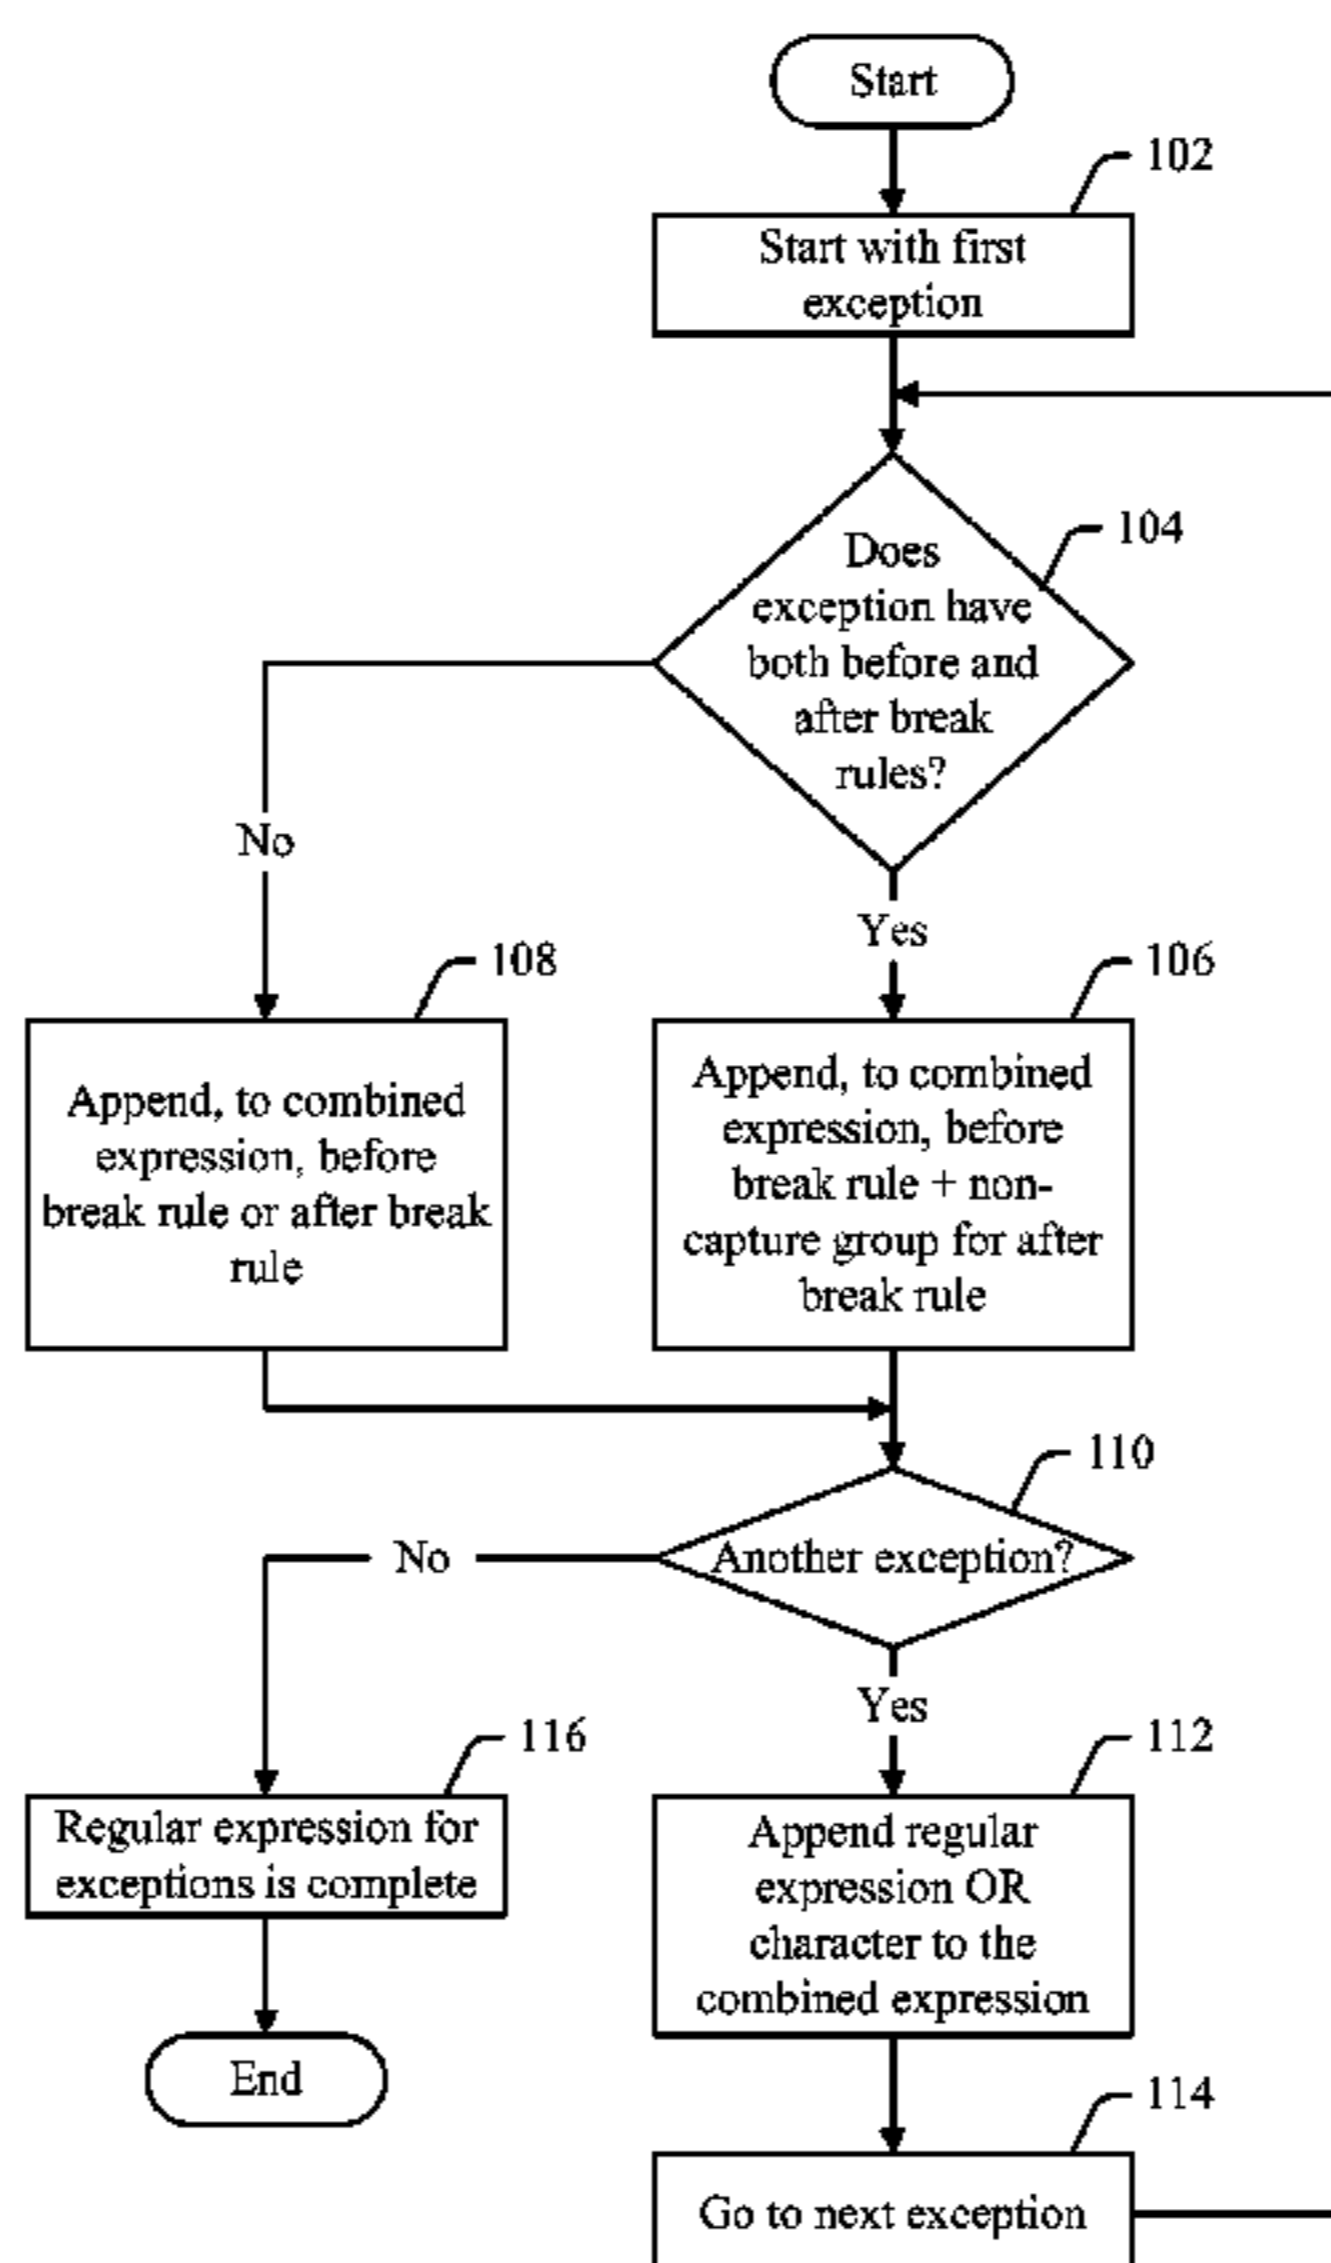 Start
102
Start with first
exception
104
Does
exception have
both before and
after break
rules?
No
Yes
108
106
Append, to combined
expression, before
break rule or after break
rule
Append, to combined
expression, before
break rule + non-
capture group for after
break rule
110
Another exception?
No
Yes
116
112
Regular expression for
exceptions is complete
Append regular
expression OR
character to the
combined expression
End
114
Go to next exception